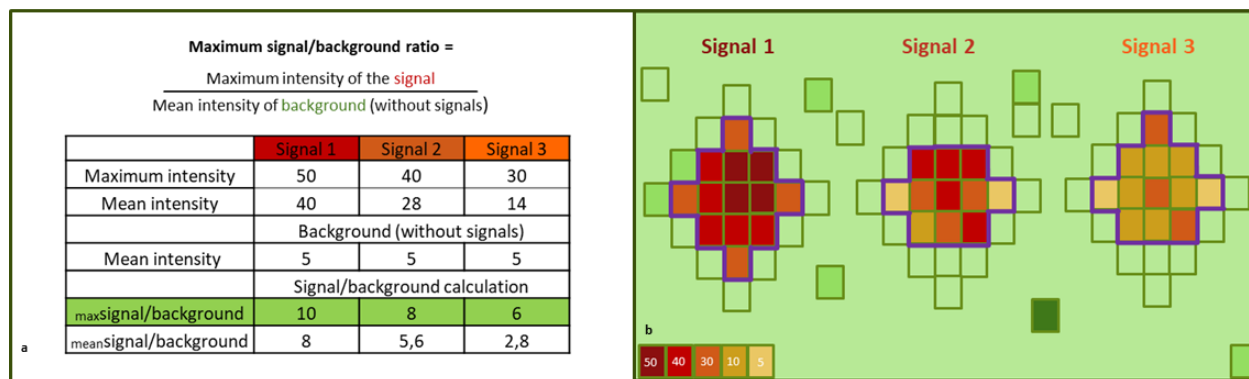 Maximum signal/background ratio =
Maximum intensity of the signal
Mean intensity of background (without signals)
Signal 1 Signal 2 Signal 3
Maximum intensity 50 40 30
Mean intensity 40 28 14
Background (without signals)
Mean intensity 5 5 5
Signal/background calculation
maxsignal/background 10 8 6
meansignal/background 8 5,6 2,8
a
Signal 1 Signal 2 Signal 3
b
50 40 30 10 5